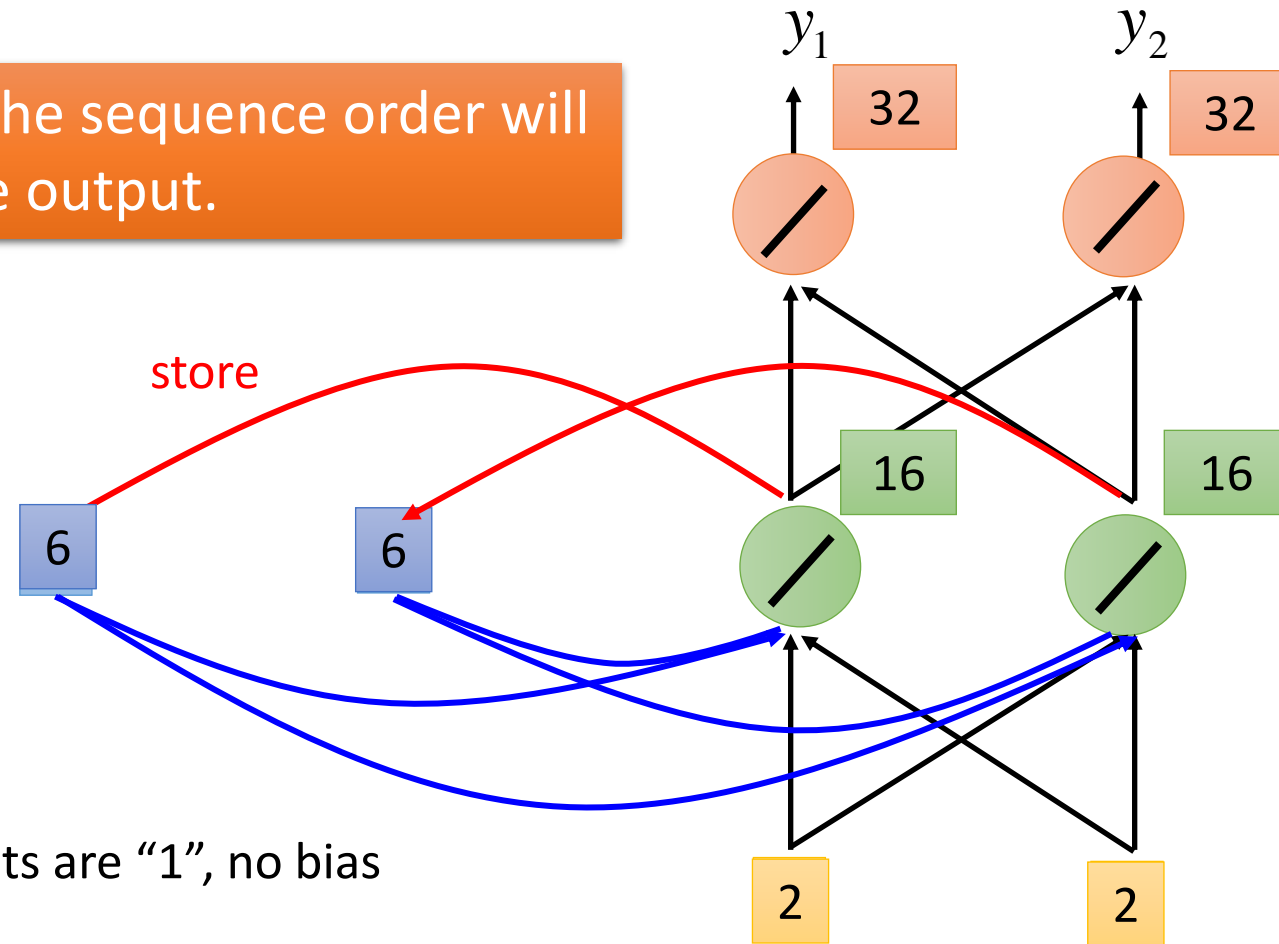 y₁
y₂
32
32
he sequence order will
e output.
store
16
16
6
6
ts are “1”, no bias
2
2